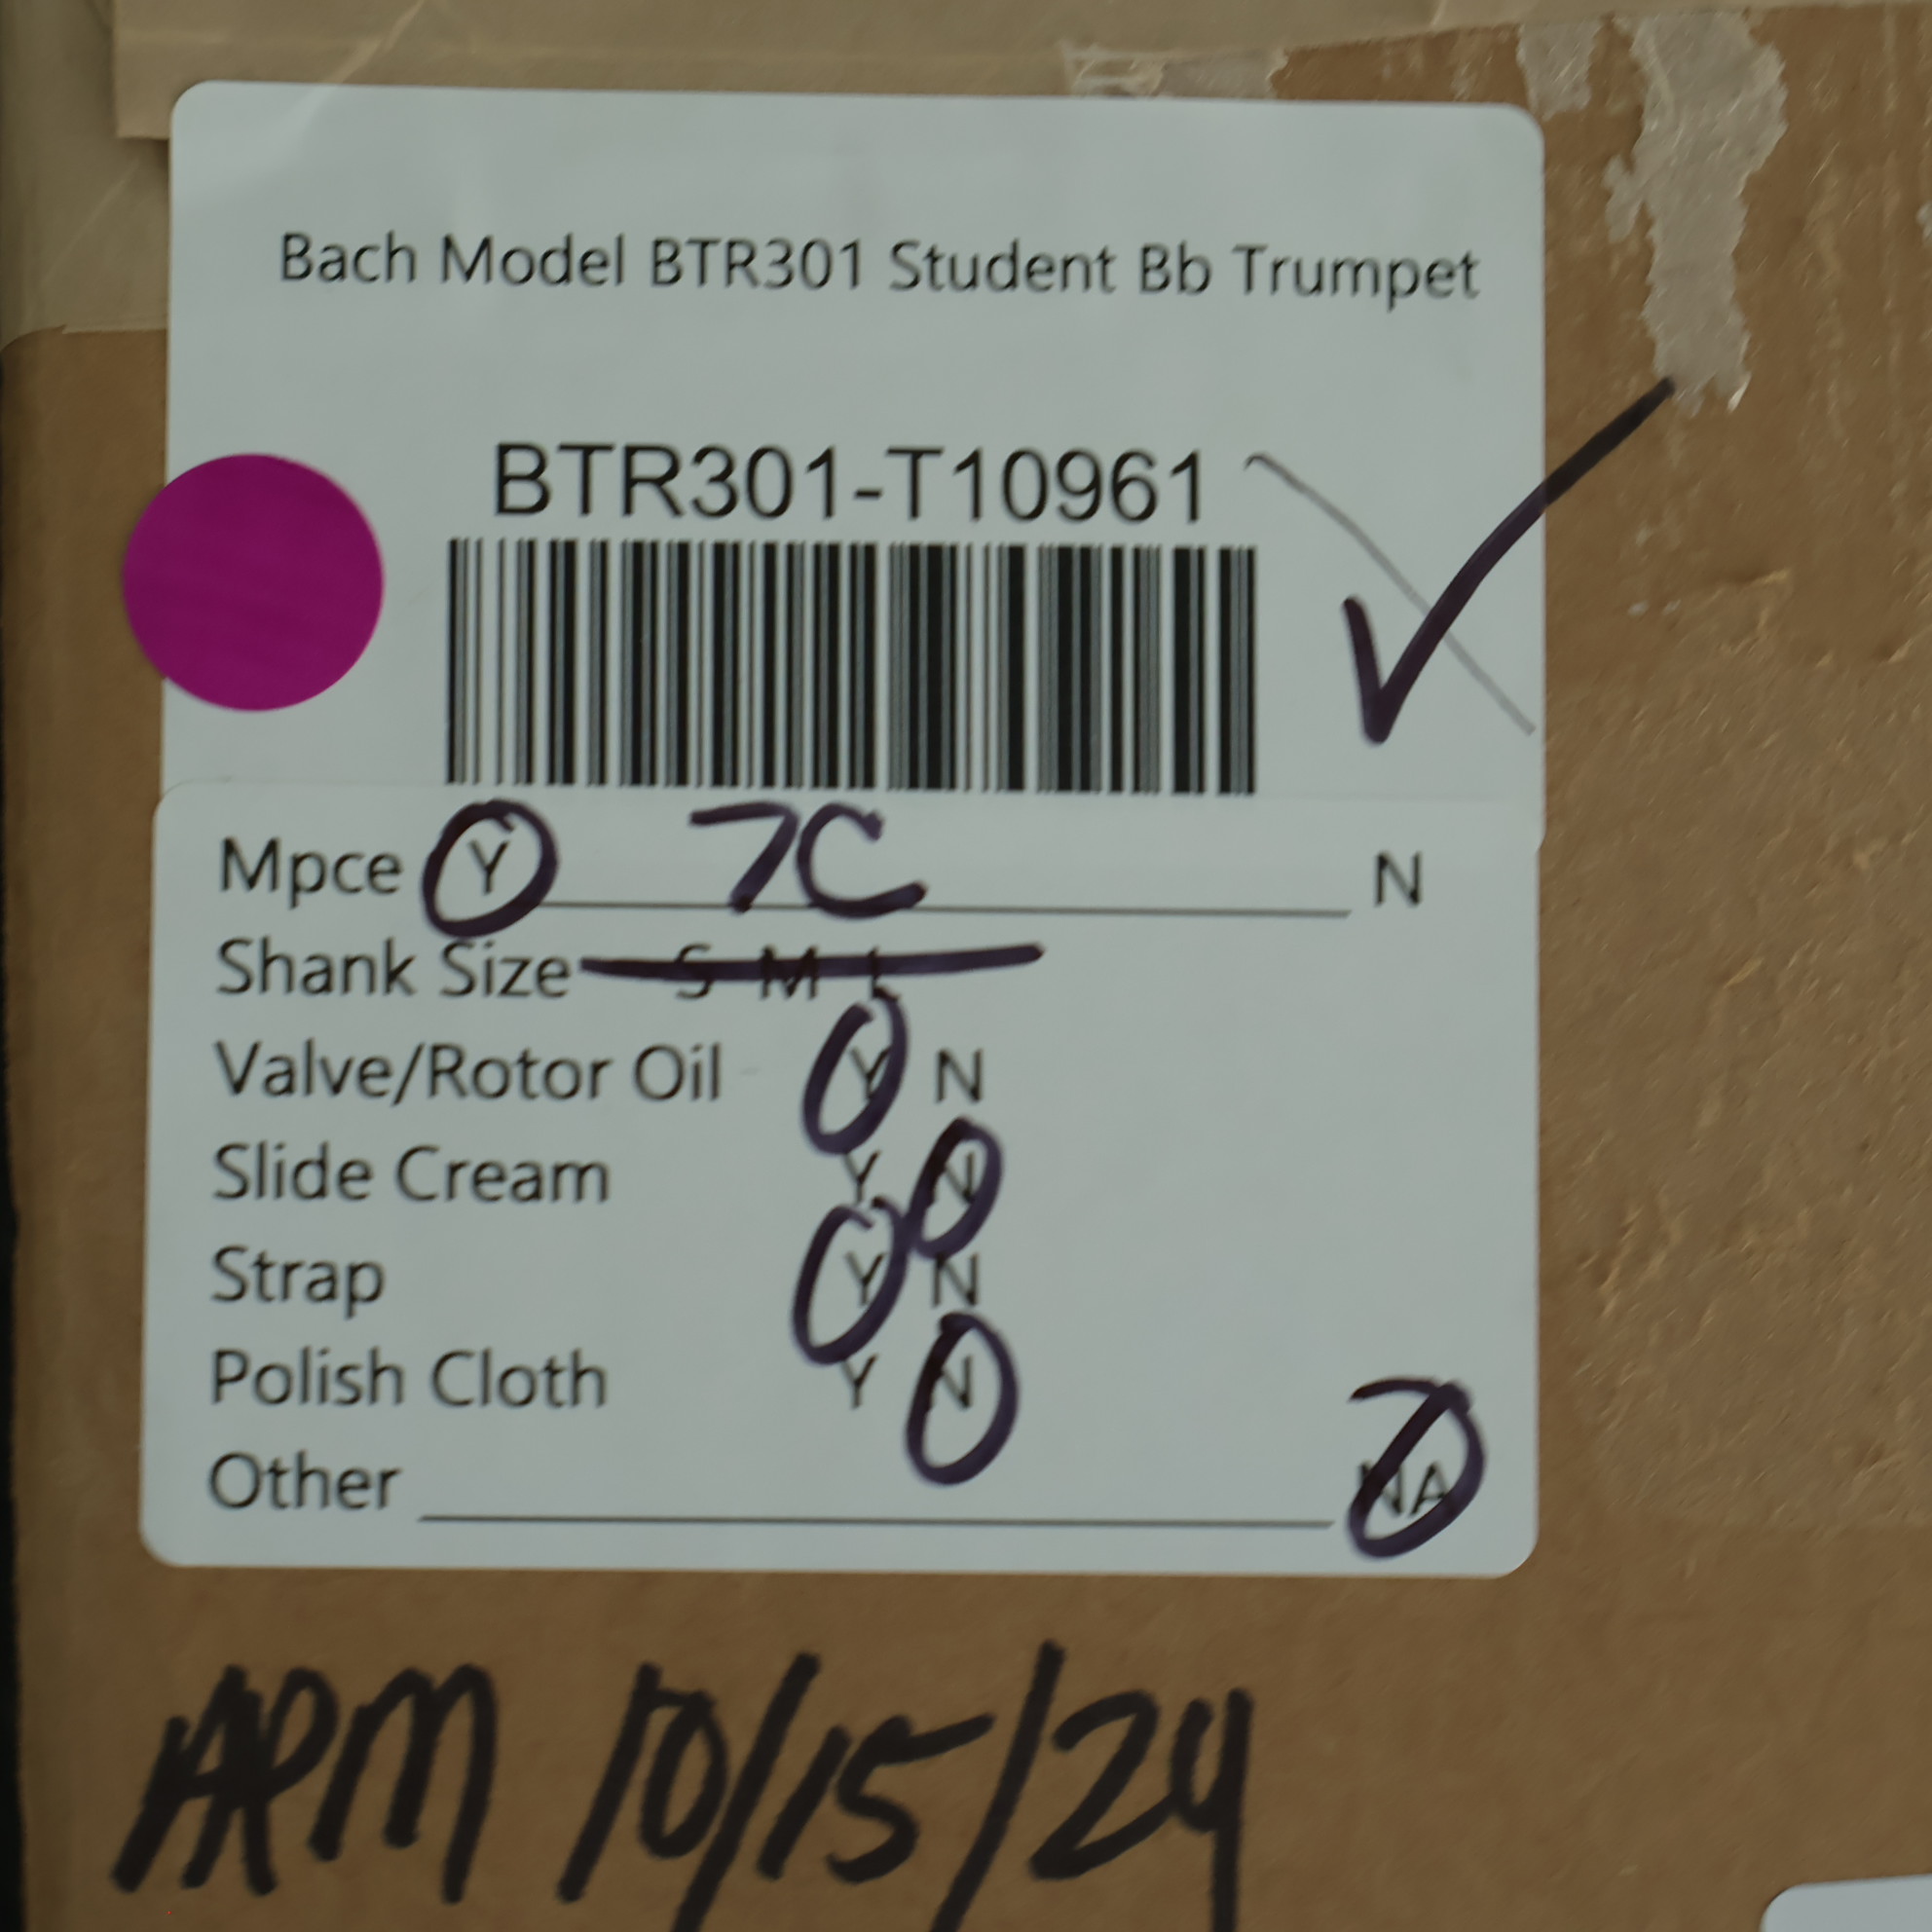 Bach Model BTR301 Student Bb Trumpet
BTR301-T10961
Mpce Y 7C N
Shank Size S M L
Valve/Rotor Oil Y N
Slide Cream Y N
Strap Y N
Polish Cloth Y N
Other NA
ARM 10/15/24